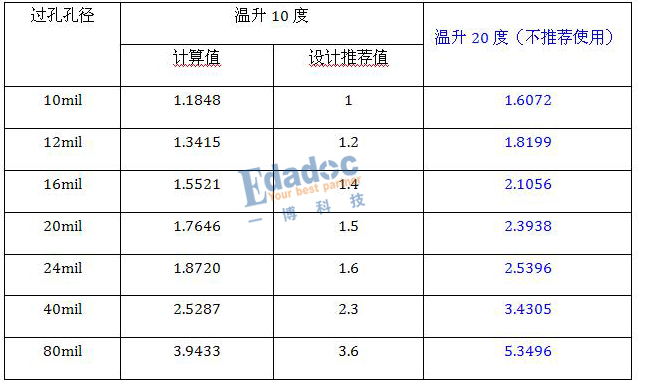 过孔孔径 温升 10 度 温升 20 度（不推荐使用）
计算值 设计推荐值
10mil 1.1848 1 1.6072
12mil 1.3415 1.2 1.8199
16mil 1.5521 1.4 2.1056
20mil 1.7646 1.5 2.3938
24mil 1.8720 1.6 2.5396
40mil 2.5287 2.3 3.4305
80mil 3.9433 3.6 5.3496
Edadoc
Your best partner
一博科技